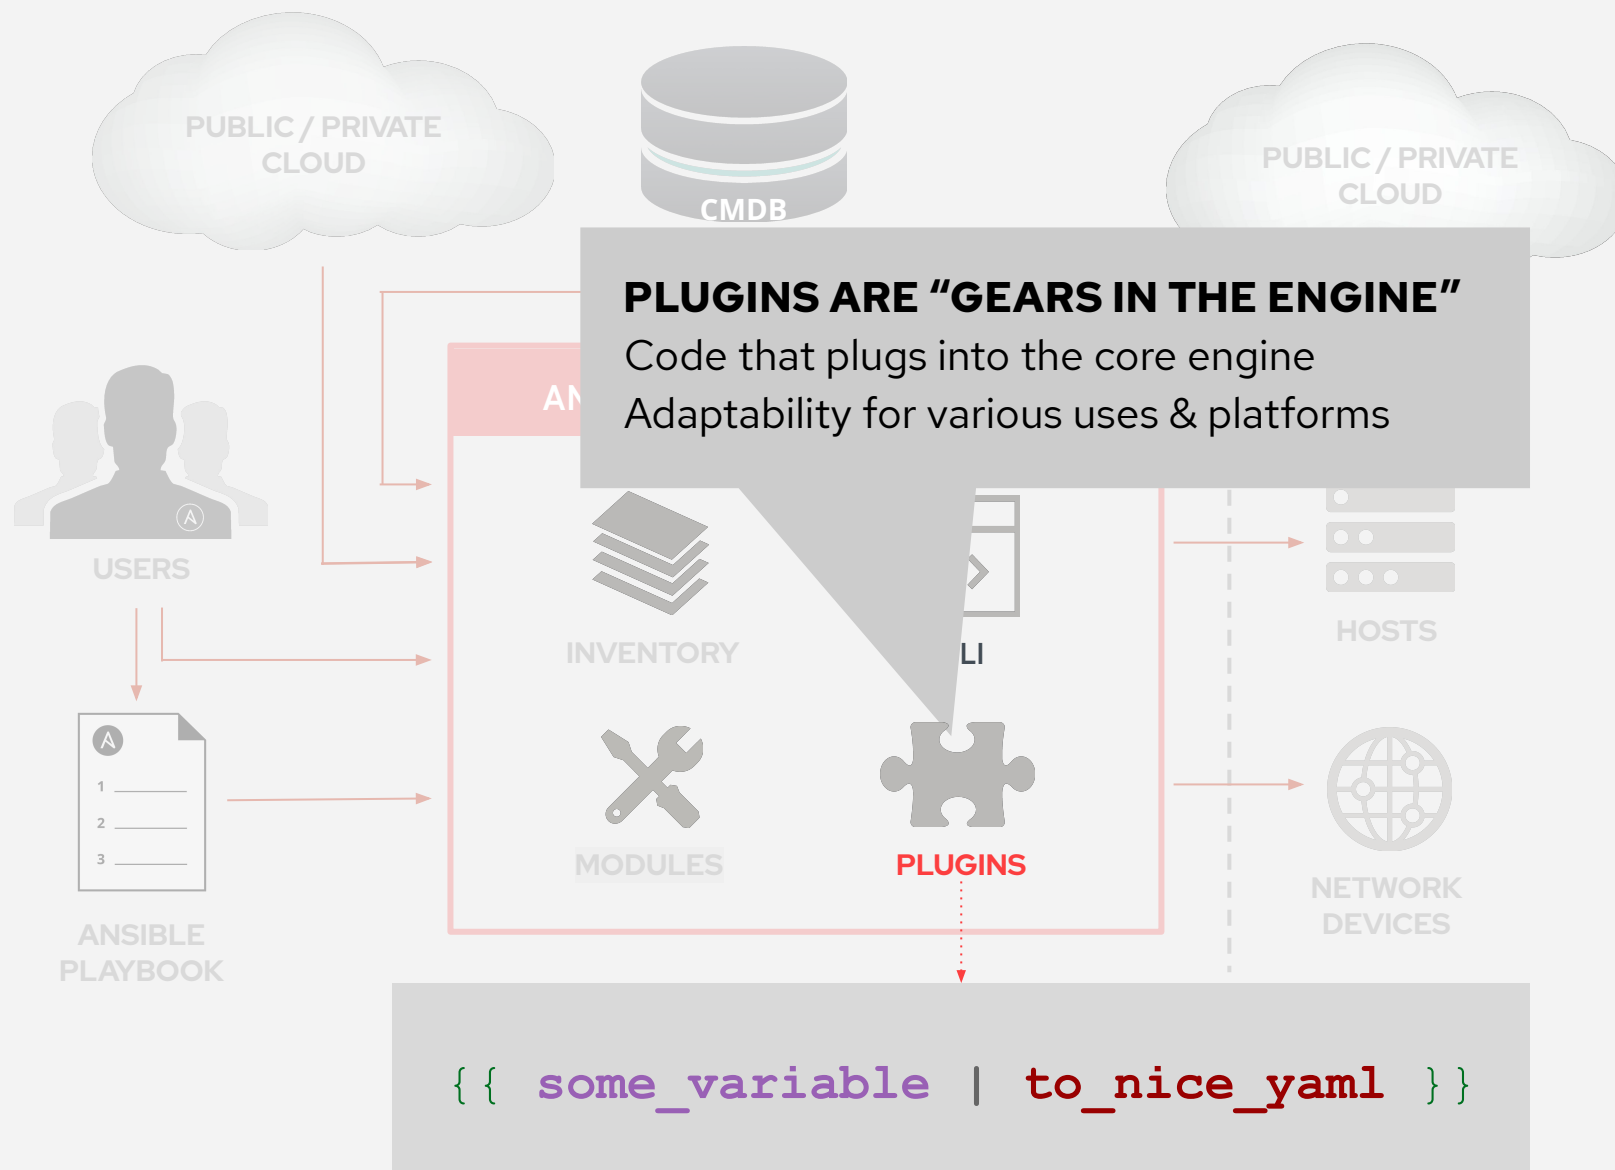 PUBLIC / PRIVATE
CLOUD
CMDB
PUBLIC / PRIVATE
CLOUD
PLUGINS ARE “GEARS IN THE ENGINE”
Code that plugs into the core engine
Adaptability for various uses & platforms
USERS
INVENTORY
HOSTS
1
2
3
MODULES
PLUGINS
NETWORK
DEVICES
ANSIBLE
PLAYBOOK
{{ some_variable | to_nice_yaml }}